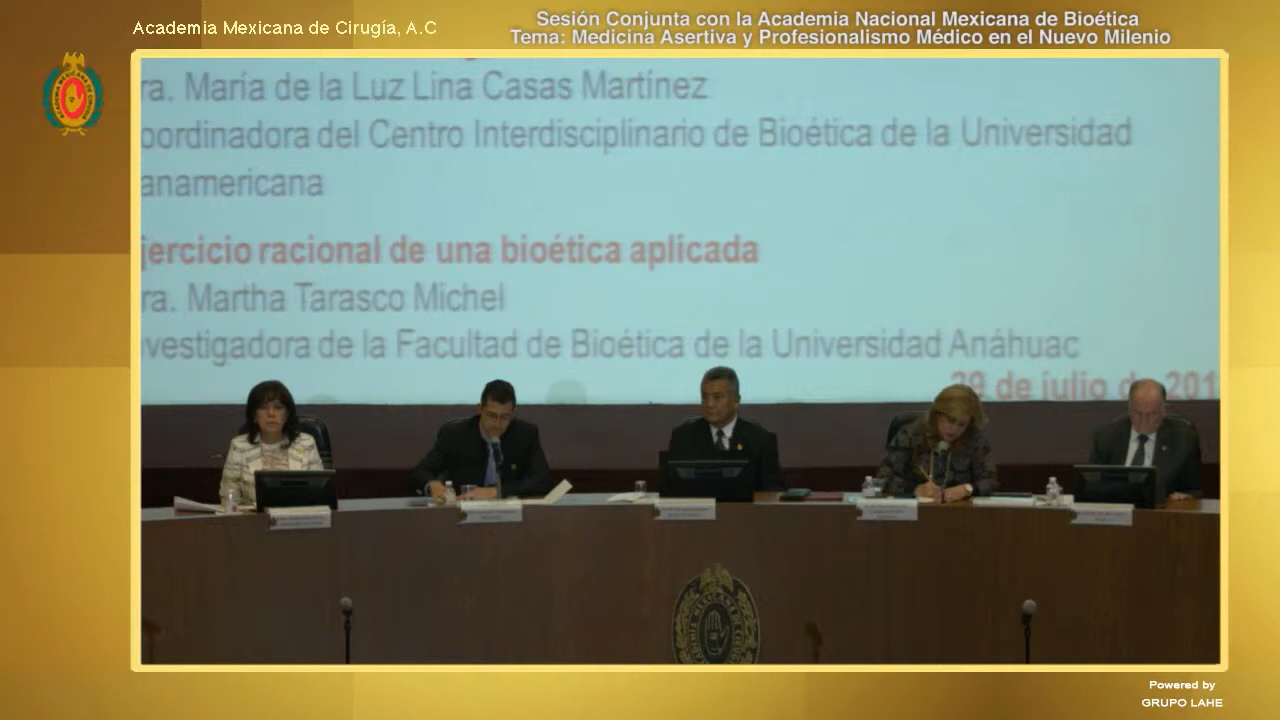 Academia Mexicana de Cirugía, A.C
Sesión Conjunta con la Academia Nacional Mexicana de Bioética
Tema: Medicina Asertiva y Profesionalismo Médico en el Nuevo Milenio
ra. María de la Luz Lina Casas Martínez
oordinadora del Centro Interdisciplinario de Bioética de la Universidad
anamericana
jercicio racional de una bioética aplicada
ra. Martha Tarasco Michel
vestigadora de la Facultad de Bioética de la Universidad Anáhuac
29 de julio de 201
Powered by
GRUPO LAHE